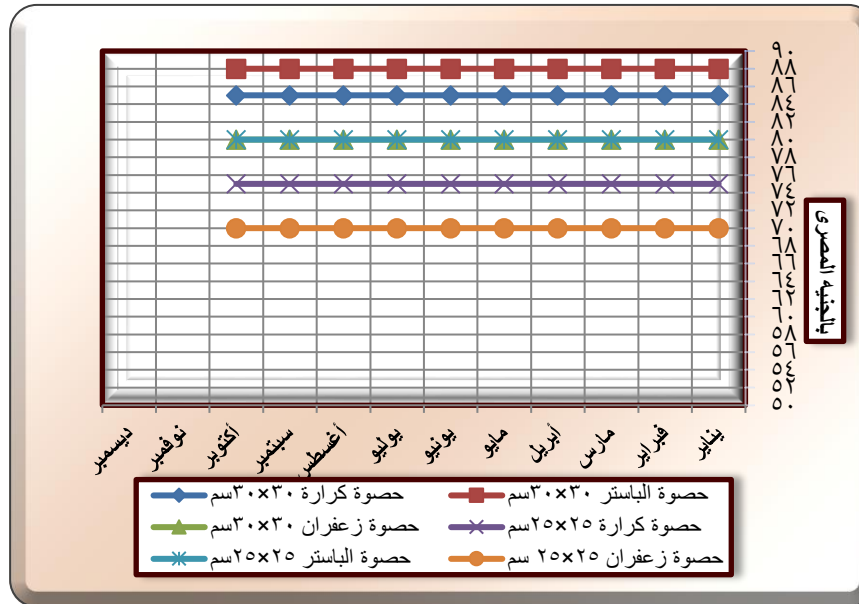 ٩٠
٨٨
٨٦
٨٤
٨٢
٨٠
٧٨
٧٦
٧٤
٧٢
٧٠
٦٨
٦٦
٦٤
٦٢
٦٠
٥٨
٥٦
٥٤
٥٢
٥٠
بالجنيه المصرى
يناير
فبراير
مارس
أبريل
مايو
يونيو
يوليو
أغسطس
سبتمبر
أكتوبر
نوفمبر
ديسمبر
حصوة الباستر ٣٠×٣٠سم حصوة كرارة ٣٠×٣٠سم
حصوة كرارة ٢٥×٢٥سم حصوة زعفران ٣٠×٣٠سم
حصوة زعفران ٢٥×٢٥ سم حصوة الباستر ٢٥×٢٥سم